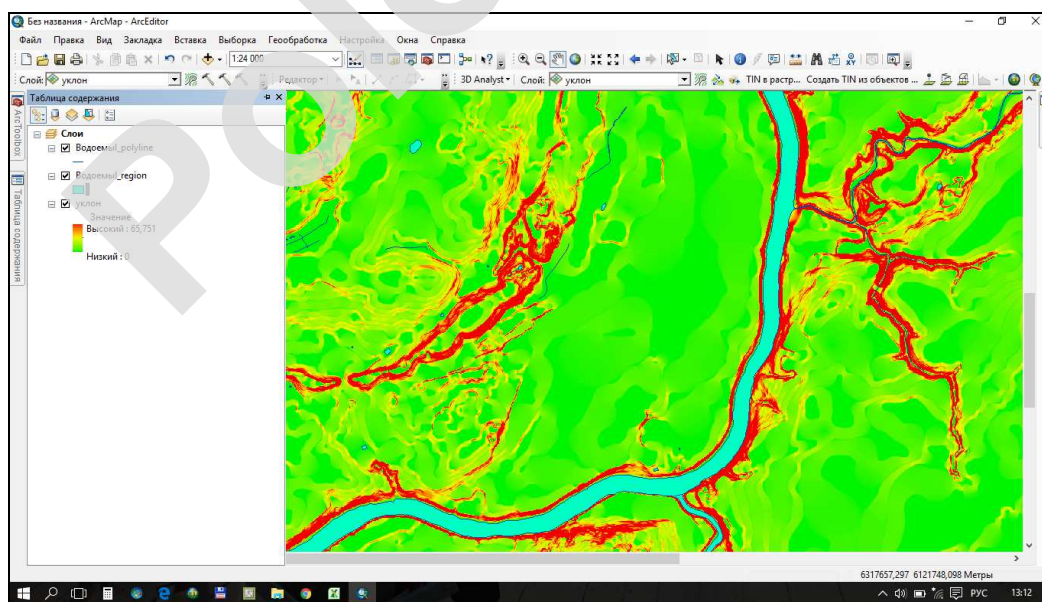 Без названия - ArcMap - ArcEditor
Файл Правка Вид Закладка Вставка Выборка Геообработка Настройка Окна Справка
1:24 000
Слой: уклон Редактор 3D Analyst Слой: уклон TIN в растр... Создать TIN из объектов ...
Таблица содержания
ArcToolbox
Таблица содержания
Слои
Водоемы_polyline
Водоемы_region
уклон
Значение
Высокий : 65,751
Низкий : 0
6317657,297 6121748,098 Метры
РУС 13:12